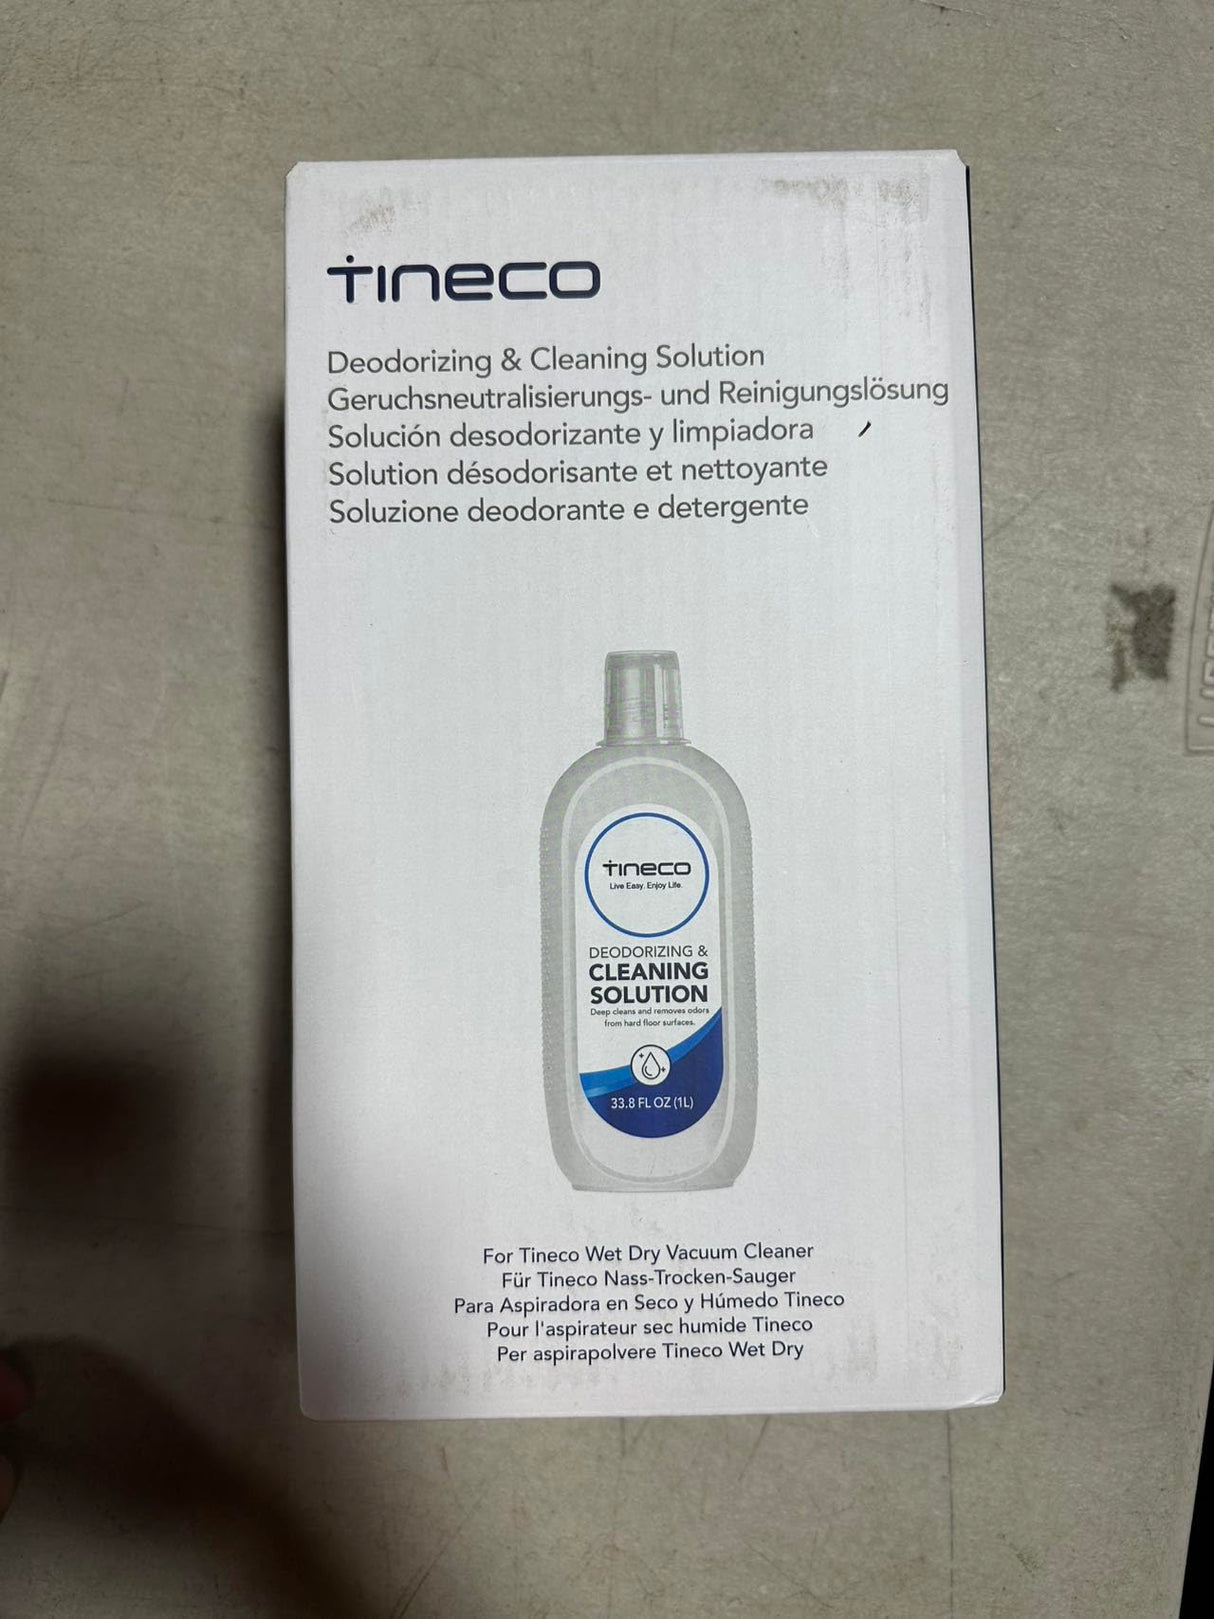 Tineco
Deodorizing & Cleaning Solution
Geruchsneutralisierungs- und Reinigungslösung
Solución desodorizante y limpiadora
Solution désodorisante et nettoyante
Soluzione deodorante e detergente
Tineco
Live Easy. Enjoy Life.
DEODORIZING &
CLEANING
SOLUTION
Deep cleans and removes odors
from hard floor surfaces.
33.8 FL OZ (1L)
For Tineco Wet Dry Vacuum Cleaner
Für Tineco Nass-Trocken-Sauger
Para Aspiradora en Seco y Húmedo Tineco
Pour l'aspirateur sec humide Tineco
Per aspirapolvere Tineco Wet Dry